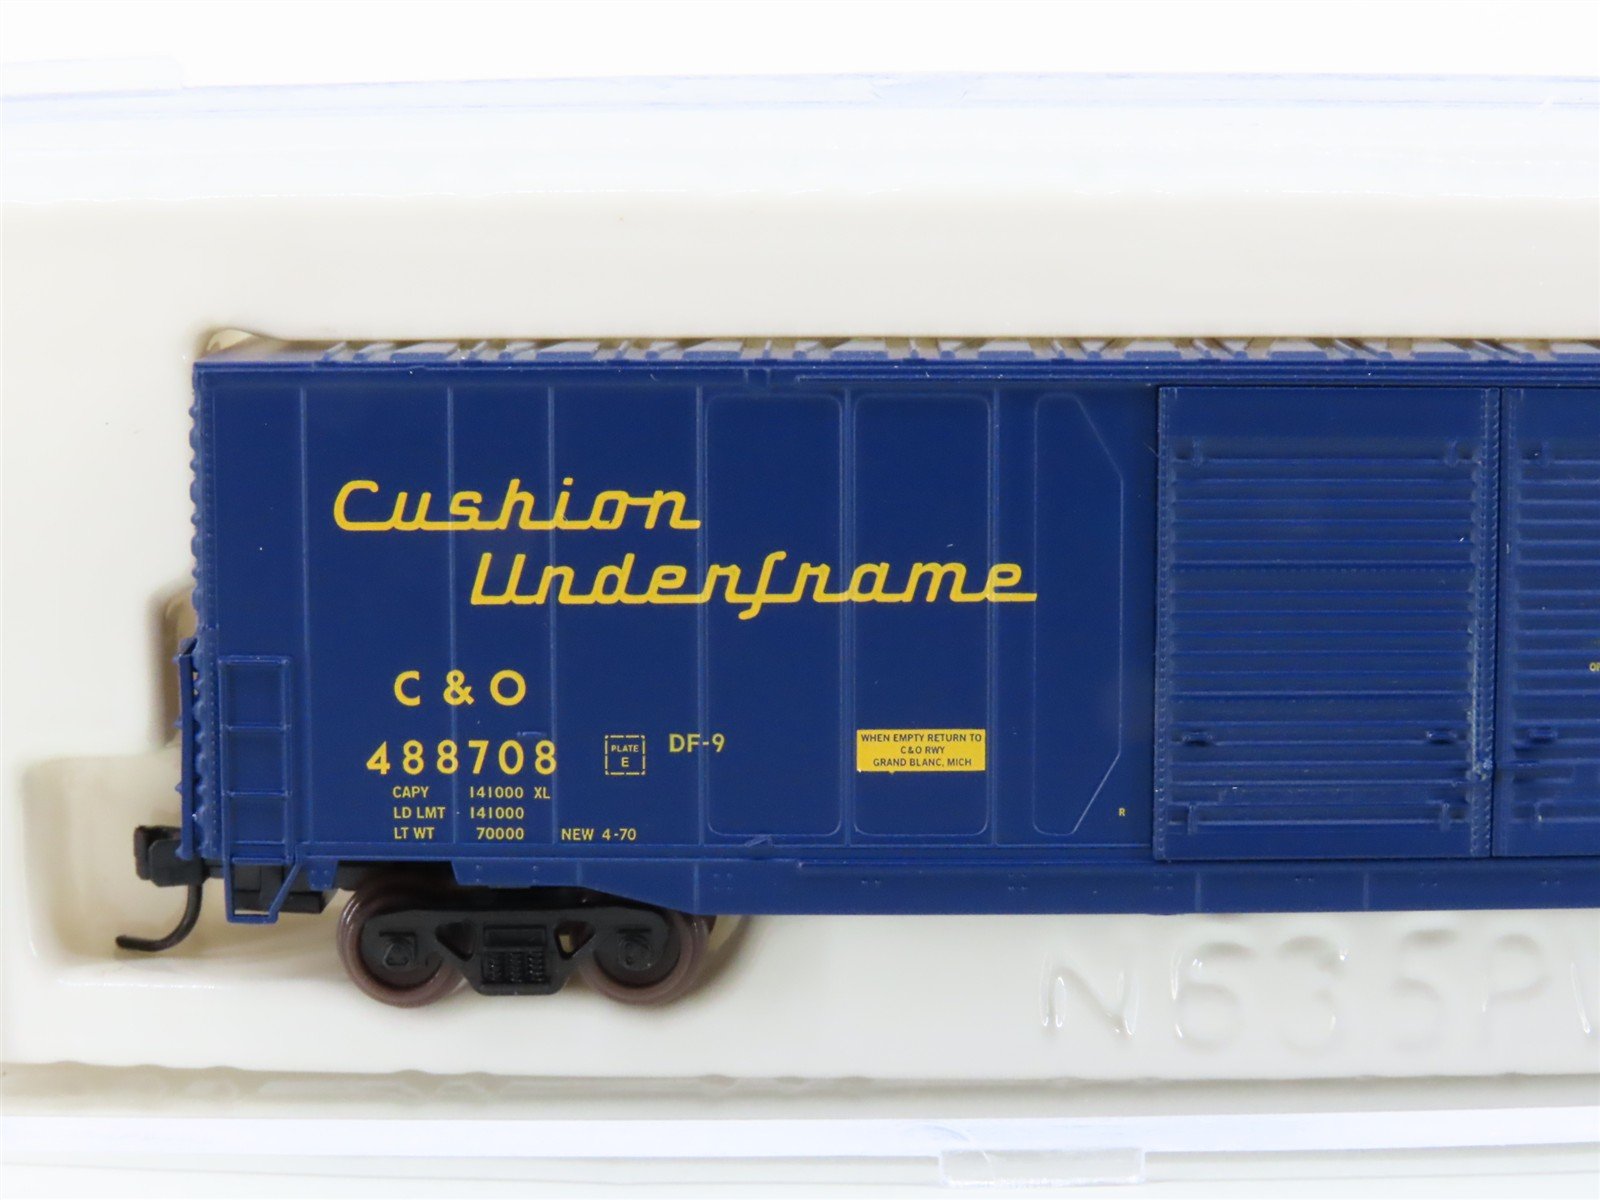 Cushion
Underframe
C & O
488708
PLATE
E
DF-9
WHEN EMPTY RETURN TO
C&O RWY
GRAND BLANC, MICH
CAPY 141000 XL
LD LMT 141000
LT WT 70000 NEW 4-70
R